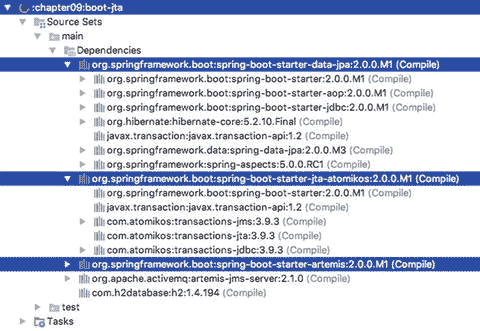 :chapter09:boot-jta
Source Sets
main
Dependencies
org.springframework.boot:spring-boot-starter-data-jpa:2.0.0.M1 (Compile)
org.springframework.boot:spring-boot-starter:2.0.0.M1 (Compile)
org.springframework.boot:spring-boot-starter-aop:2.0.0.M1 (Compile)
org.springframework.boot:spring-boot-starter-jdbc:2.0.0.M1 (Compile)
org.hibernate:hibernate-core:5.2.10.Final (Compile)
javax.transaction:javax.transaction-api:1.2 (Compile)
org.springframework.data:spring-data-jpa:2.0.0.M3 (Compile)
org.springframework:spring-aspects:5.0.0.RC1 (Compile)
org.springframework.boot:spring-boot-starter-jta-atomikos:2.0.0.M1 (Compile)
org.springframework.boot:spring-boot-starter:2.0.0.M1 (Compile)
javax.transaction:javax.transaction-api:1.2 (Compile)
com.atomikos:transactions-jms:3.9.3 (Compile)
com.atomikos:transactions-jta:3.9.3 (Compile)
com.atomikos:transactions-jdbc:3.9.3 (Compile)
org.springframework.boot:spring-boot-starter-artemis:2.0.0.M1 (Compile)
org.apache.activemq:artemis-jms-server:2.1.0 (Compile)
com.h2database:h2:1.4.194 (Compile)
test
Tasks